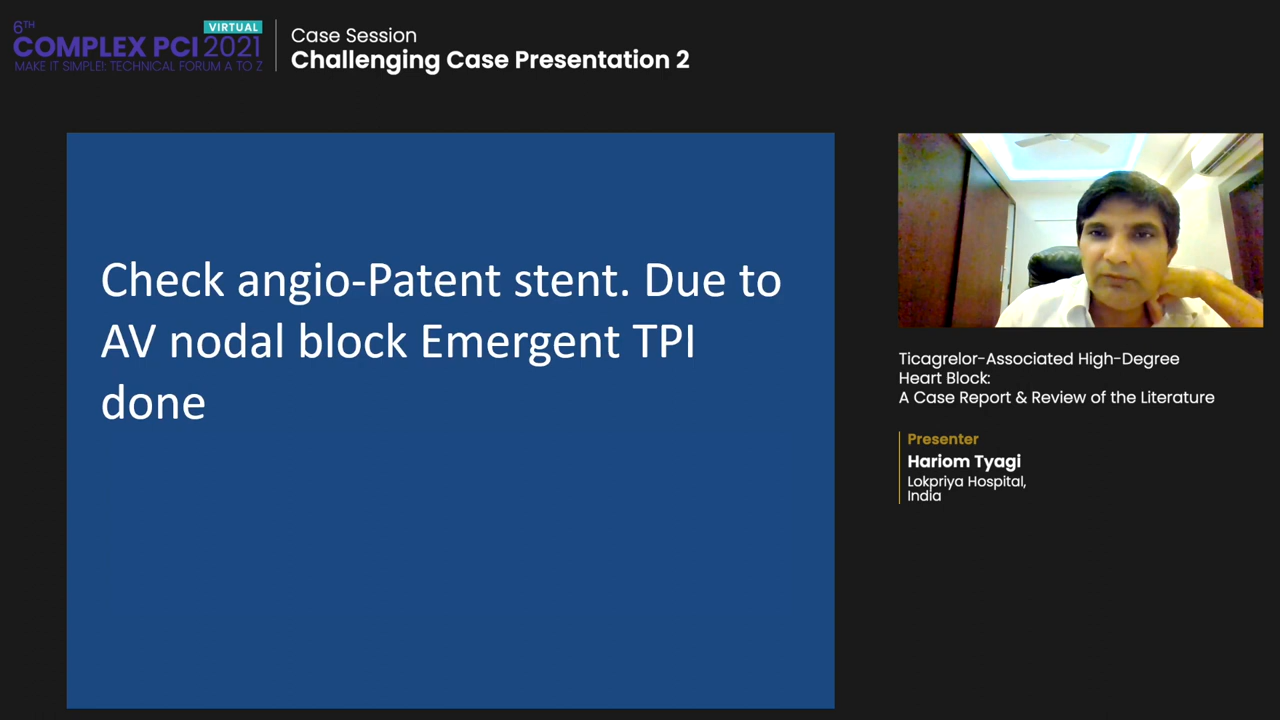 6TH
VIRTUAL
COMPLEX PCI 2021
MAKE IT SIMPLE!: TECHNICAL FORUM A TO Z
Case Session
Challenging Case Presentation 2
Check angio-Patent stent. Due to
AV nodal block Emergent TPI
done
Ticagrelor-Associated High-Degree
Heart Block:
A Case Report & Review of the Literature
Presenter
Hariom Tyagi
Lokpriya Hospital,
India